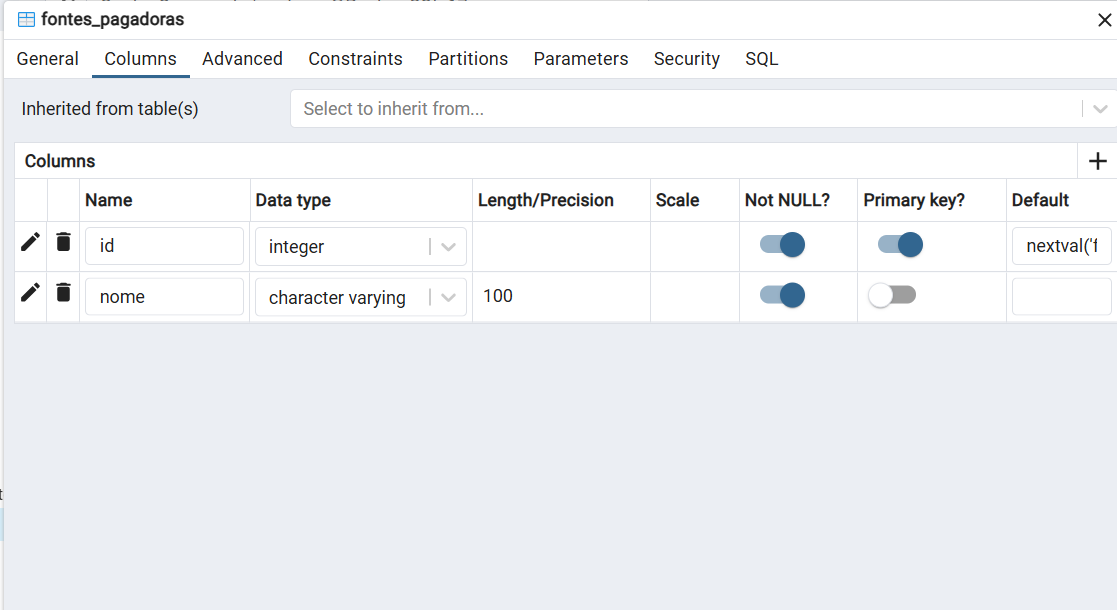 fontes_pagadoras
General Columns Advanced Constraints Partitions Parameters Security SQL
Inherited from table(s) Select to inherit from...
Columns
Name Data type Length/Precision Scale Not NULL? Primary key? Default
id integer nextval('f
nome character varying 100